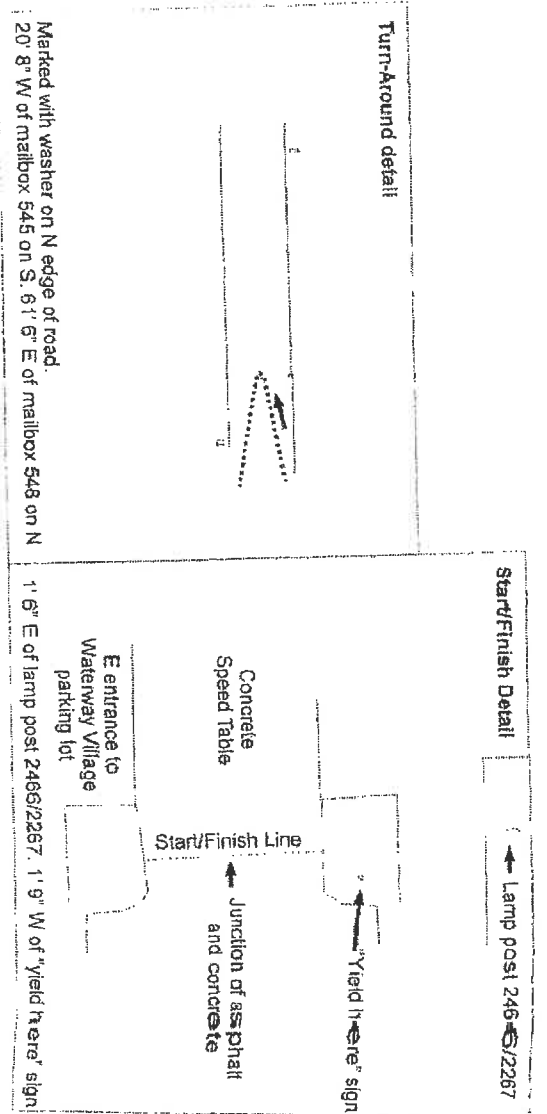 Turn-Around detail
Marked with washer on N edge of road.
20' 8" W of mailbox 545 on S. 61' 6" E of mailbox 548 on N
Start/Finish Detail
Lamp post 2466/2267
"Yield here" sign
Concrete
Speed Table
Start/Finish Line
Junction of asphalt
and concrete
E entrance to
Waterway Village
parking lot
1' 6" E of lamp post 2466/2267. 1' 9" W of "yield here" sign